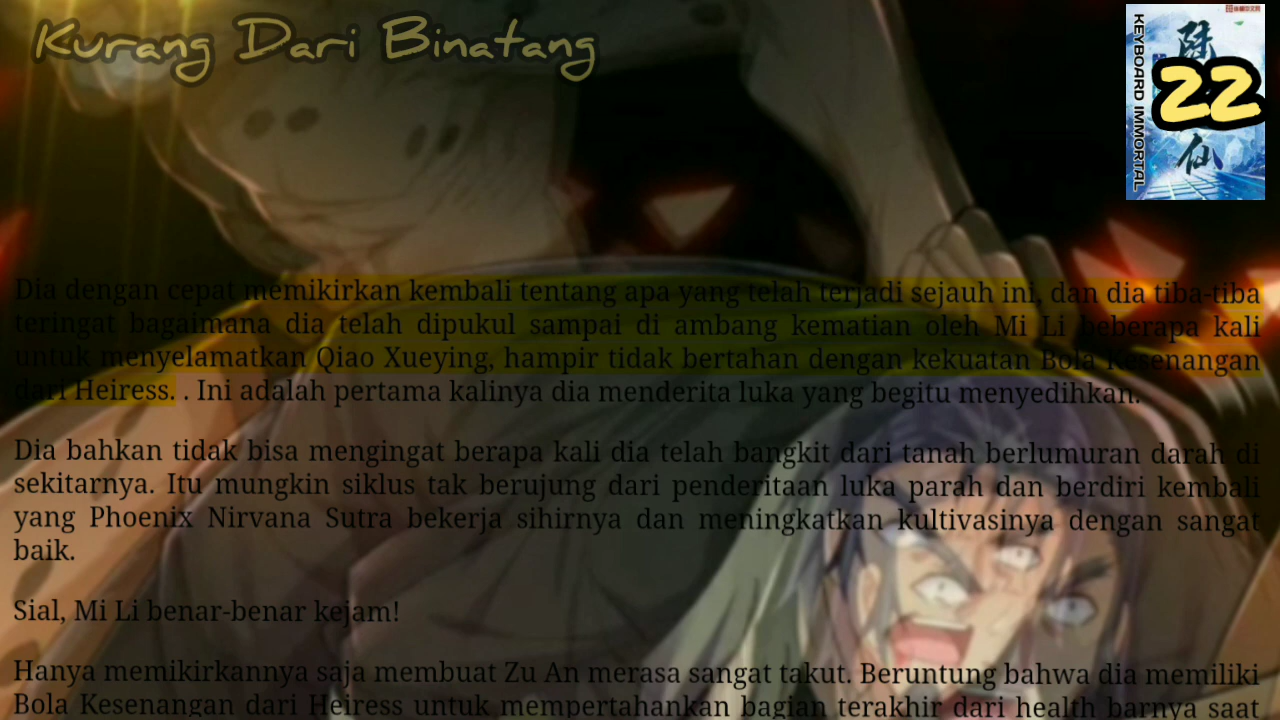 Kurang Dari Binatang
KEYBOARD IMMORTAL
22
仙
Dia dengan cepat memikirkan kembali tentang apa yang telah terjadi sejauh ini, dan dia tiba-tiba
teringat bagaimana dia telah dipukul sampai di ambang kematian oleh Mi Li beberapa kali
untuk menyelamatkan Qiao Xueying, hampir tidak bertahan dengan kekuatan Bola Kesenangan
dari Heiress. . Ini adalah pertama kalinya dia menderita luka yang begitu menyedihkan.
Dia bahkan tidak bisa mengingat berapa kali dia telah bangkit dari tanah berlumuran darah di
sekitarnya. Itu mungkin siklus tak berujung dari penderitaan luka parah dan berdiri kembali
yang Phoenix Nirvana Sutra bekerja sihirnya dan meningkatkan kultivasinya dengan sangat
baik.
Sial, Mi Li benar-benar kejam!
Hanya memikirkannya saja membuat Zu An merasa sangat takut. Beruntung bahwa dia memiliki
Bola Kesenangan dari Heiress untuk mempertahankan bagian terakhir dari health barnya saat